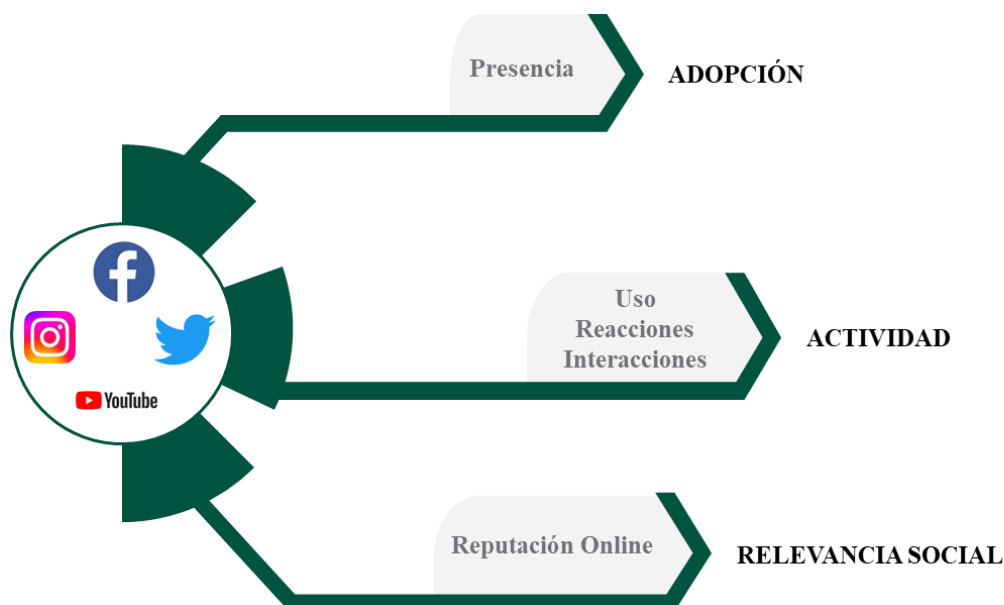 Presencia
ADOPCIÓN
Uso
Reacciones
Interacciones
ACTIVIDAD
YouTube
Reputación Online
RELEVANCIA SOCIAL